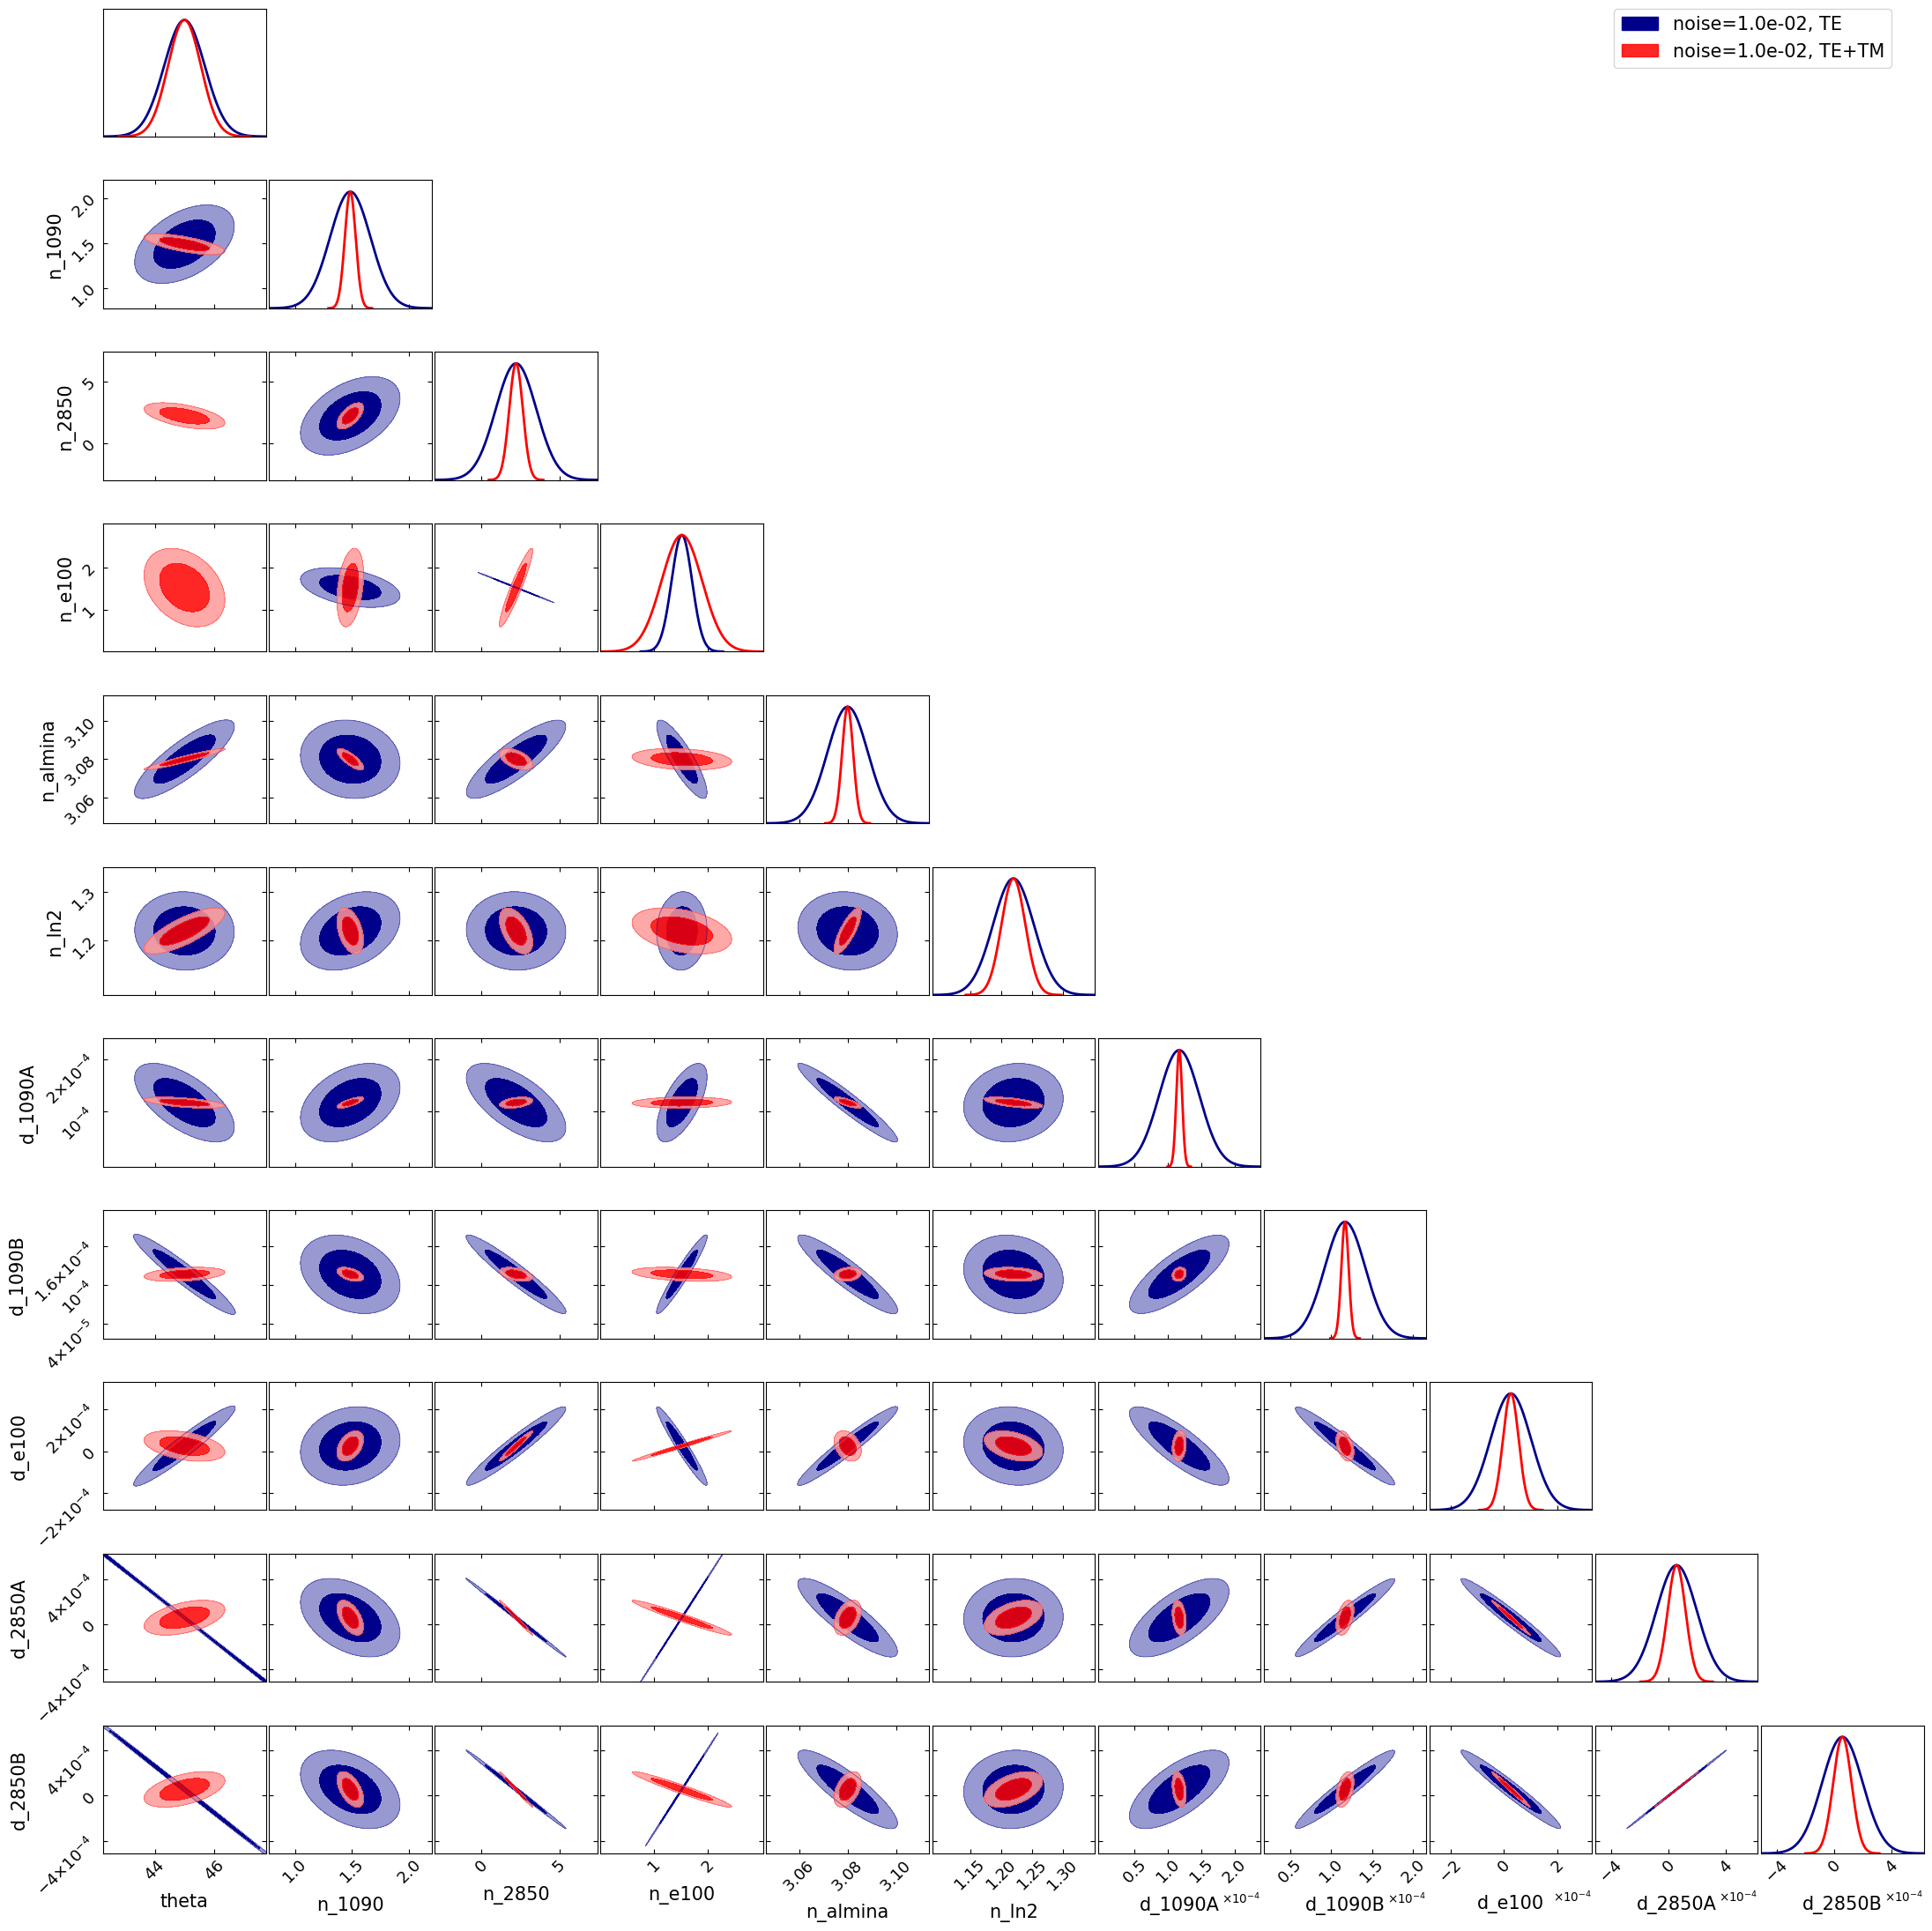 noise=1.0e-02, TE
noise=1.0e-02, TE+TM
n_1090
2.0
1.5
1.0
n_2850
5
0
n_e100
2
1
n_almina
3.10
3.08
3.06
n_ln2
1.3
1.2
d_1090A
2×10⁻⁴
10⁻⁴
d_1090B
1.6×10⁻⁴
10⁻⁴
4×10⁻⁵
d_e100
2×10⁻⁴
0
−2×10⁻⁴
d_2850A
4×10⁻⁴
0
−4×10⁻⁴
d_2850B
4×10⁻⁴
0
−4×10⁻⁴
44 46 1.0 1.5 2.0 0 5 1 2 3.06 3.08 3.10 1.15 1.20 1.25 1.30 0.5 1.0 1.5 2.0 0.5 1.0 1.5 2.0 −2 0 2 −4 0 4 −4 0 4
×10⁻⁴ ×10⁻⁴ ×10⁻⁴ ×10⁻⁴ ×10⁻⁴
theta n_1090 n_2850 n_e100 n_almina n_ln2 d_1090A d_1090B d_e100 d_2850A d_2850B